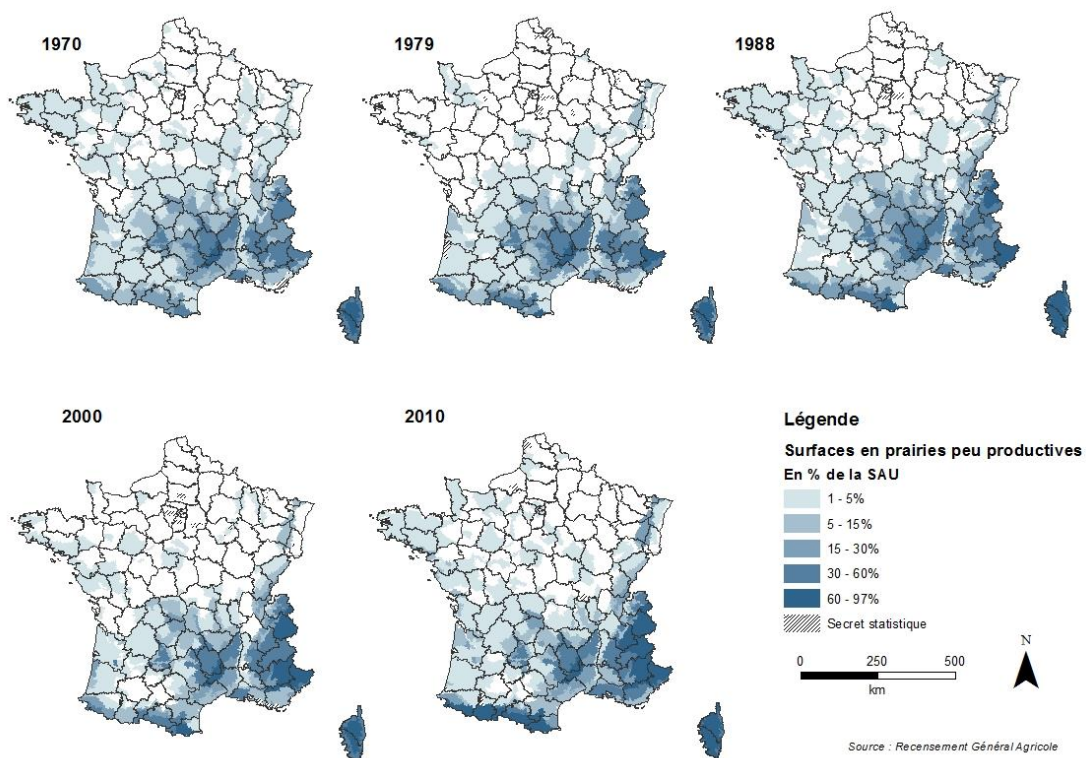 1970
1979
1988
2000
2010
Légende
Surfaces en prairies peu productives
En % de la SAU
1 - 5%
5 - 15%
15 - 30%
30 - 60%
60 - 97%
Secret statistique
N
0 250 500
km
Source : Recensement Général Agricole